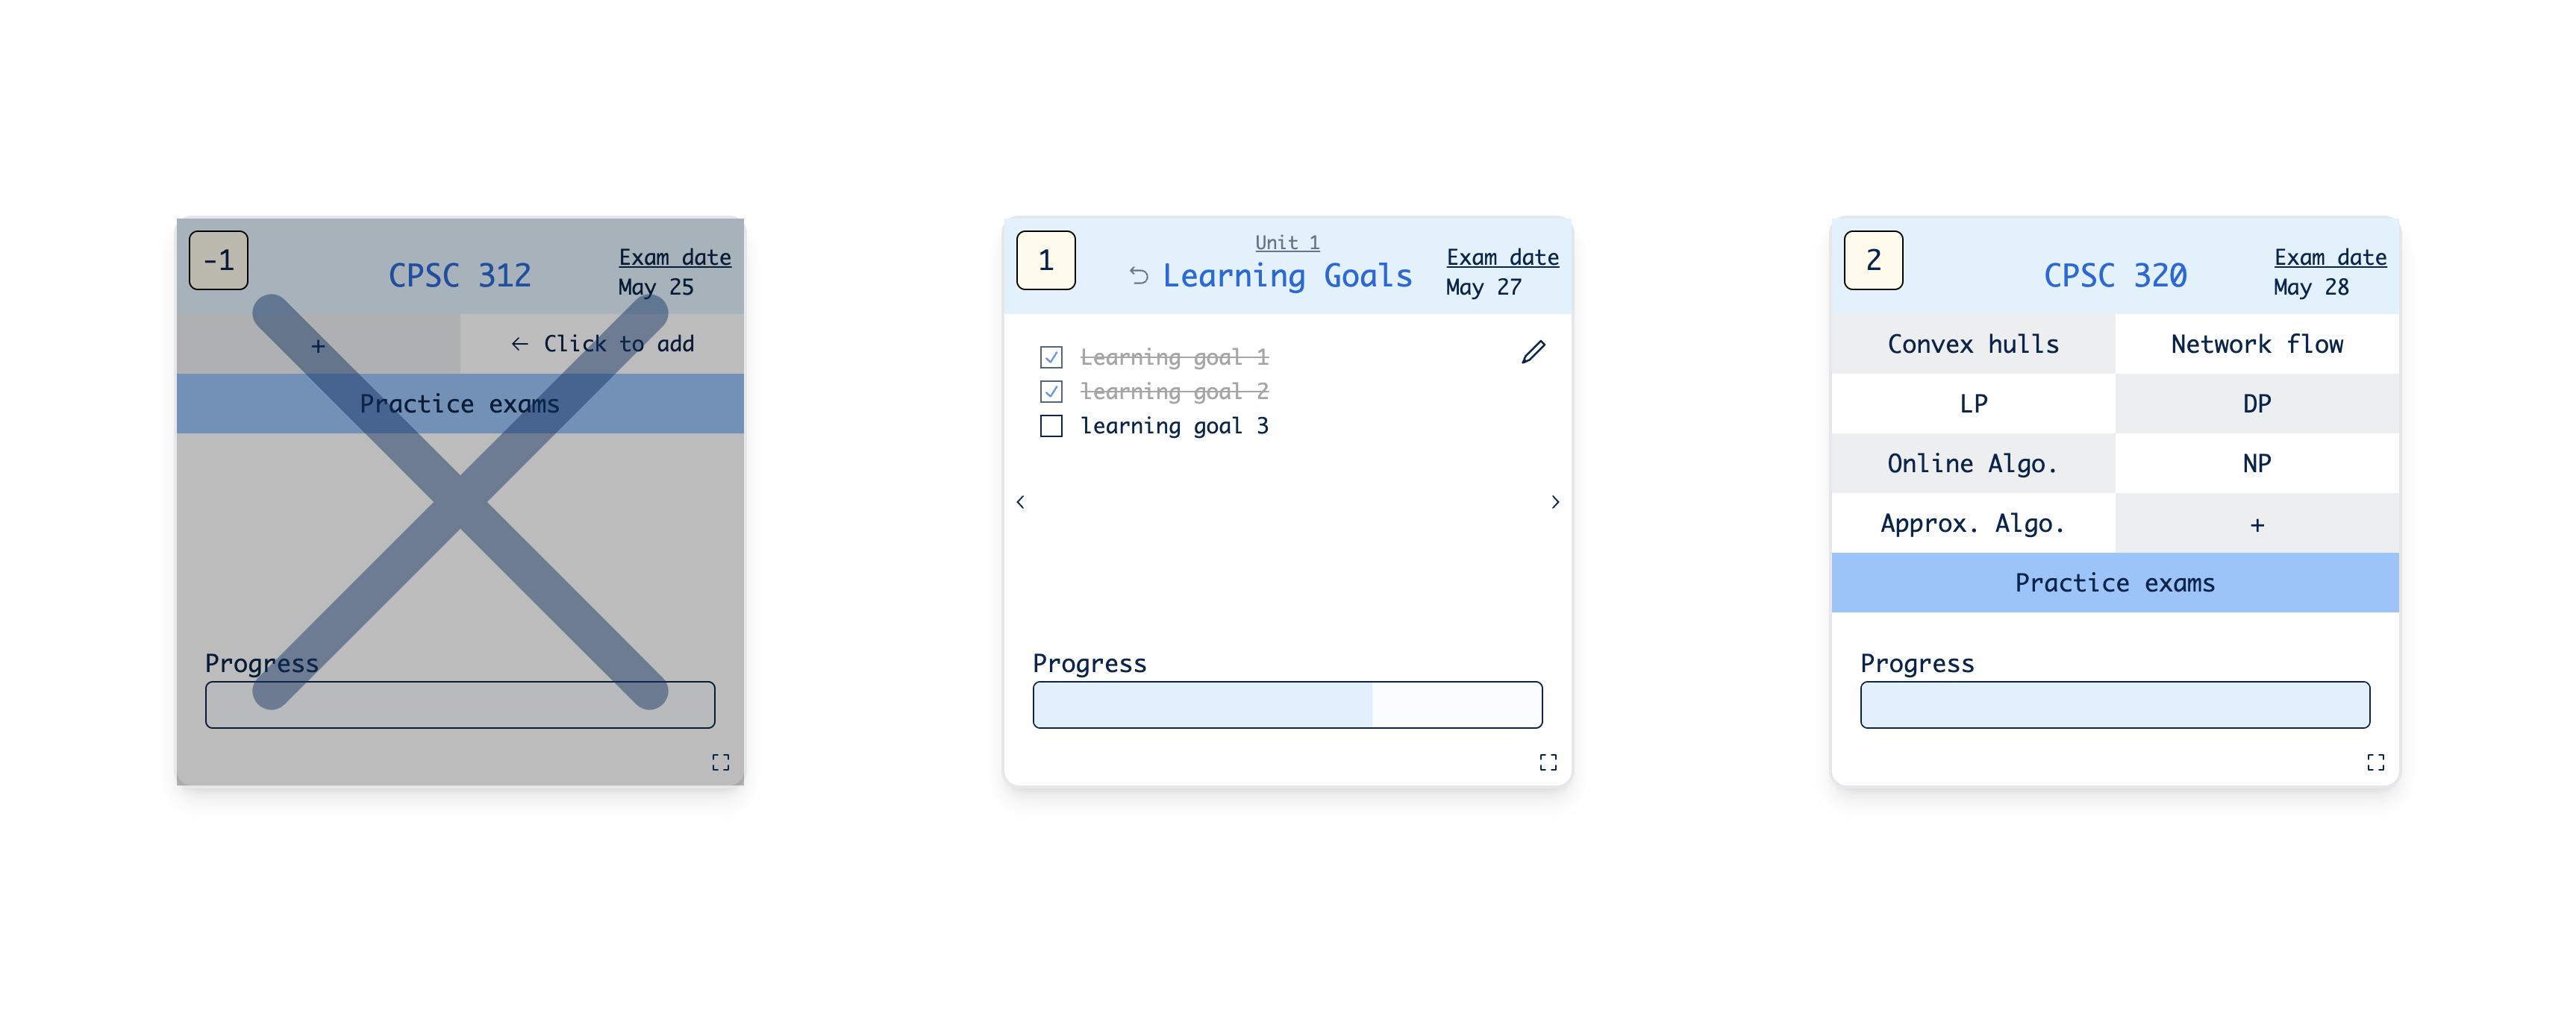 -1
CPSC 312
Exam date
May 25
+
← Click to add
Practice exams
Progress
1
Unit 1
Learning Goals
Exam date
May 27
Learning goal 1
learning goal 2
learning goal 3
Progress
2
CPSC 320
Exam date
May 28
Convex hulls
Network flow
LP
DP
Online Algo.
NP
Approx. Algo.
+
Practice exams
Progress